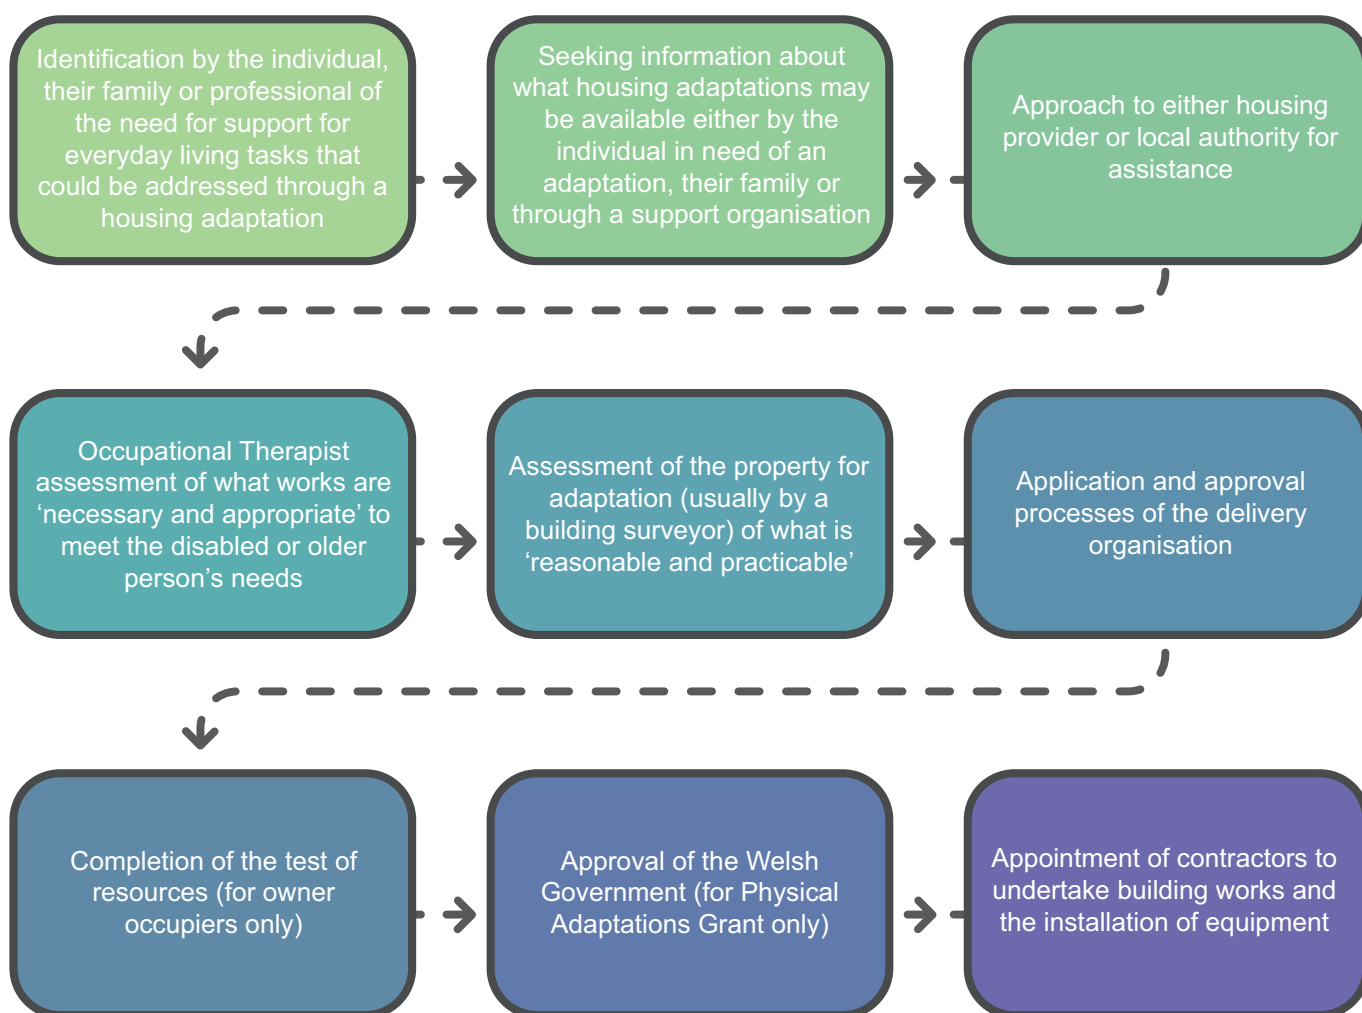 Identification by the individual,
their family or professional of
the need for support for
everyday living tasks that
could be addressed through a
housing adaptation
Seeking information about
what housing adaptations may
be available either by the
individual in need of an
adaptation, their family or
through a support organisation
Approach to either housing
provider or local authority for
assistance
Occupational Therapist
assessment of what works are
‘necessary and appropriate’ to
meet the disabled or older
person’s needs
Assessment of the property for
adaptation (usually by a
building surveyor) of what is
‘reasonable and practicable’
Application and approval
processes of the delivery
organisation
Completion of the test of
resources (for owner
occupiers only)
Approval of the Welsh
Government (for Physical
Adaptations Grant only)
Appointment of contractors to
undertake building works and
the installation of equipment